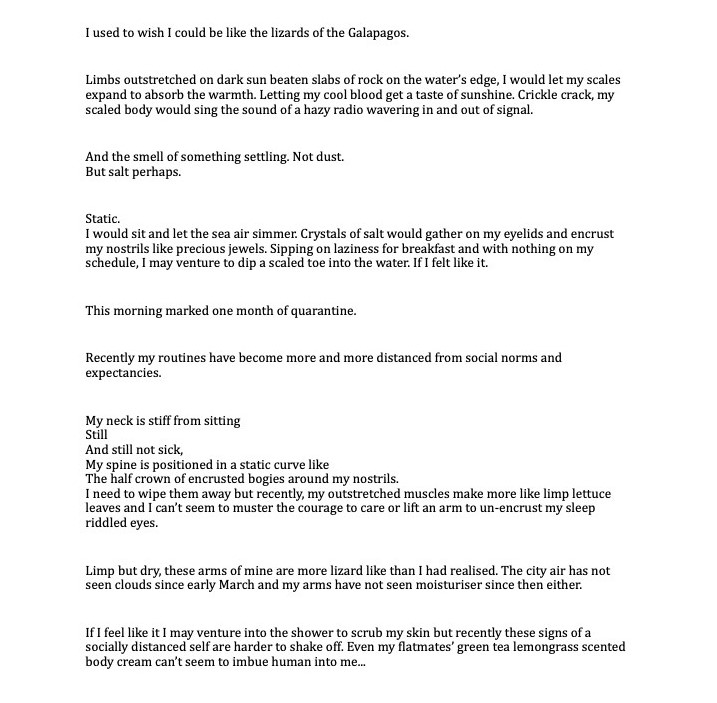 I used to wish I could be like the lizards of the Galapagos.
Limbs outstretched on dark sun beaten slabs of rock on the water's edge, I would let my scales
expand to absorb the warmth. Letting my cool blood get a taste of sunshine. Crickle crack, my
scaled body would sing the sound of a hazy radio wavering in and out of signal.
And the smell of something settling. Not dust.
But salt perhaps.
Static.
I would sit and let the sea air simmer. Crystals of salt would gather on my eyelids and encrust
my nostrils like precious jewels. Sipping on laziness for breakfast and with nothing on my
schedule, I may venture to dip a scaled toe into the water. If I felt like it.
This morning marked one month of quarantine.
Recently my routines have become more and more distanced from social norms and
expectancies.
My neck is stiff from sitting
Still
And still not sick,
My spine is positioned in a static curve like
The half crown of encrusted bogies around my nostrils.
I need to wipe them away but recently, my outstretched muscles make more like limp lettuce
leaves and I can't seem to muster the courage to care or lift an arm to un-encrust my sleep
riddled eyes.
Limp but dry, these arms of mine are more lizard like than I had realised. The city air has not
seen clouds since early March and my arms have not seen moisturiser since then either.
If I feel like it I may venture into the shower to scrub my skin but recently these signs of a
socially distanced self are harder to shake off. Even my flatmates' green tea lemongrass scented
body cream can't seem to imbue human into me...